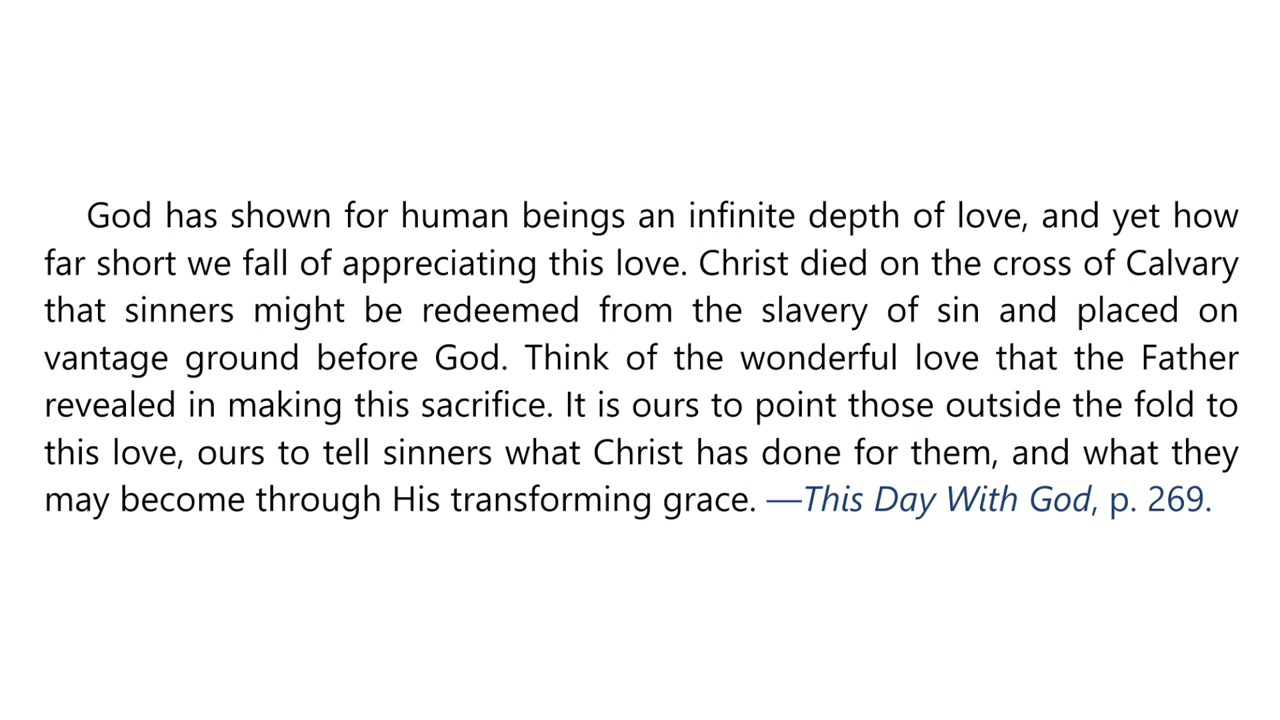 God has shown for human beings an infinite depth of love, and yet how
far short we fall of appreciating this love. Christ died on the cross of Calvary
that sinners might be redeemed from the slavery of sin and placed on
vantage ground before God. Think of the wonderful love that the Father
revealed in making this sacrifice. It is ours to point those outside the fold to
this love, ours to tell sinners what Christ has done for them, and what they
may become through His transforming grace. —This Day With God, p. 269.